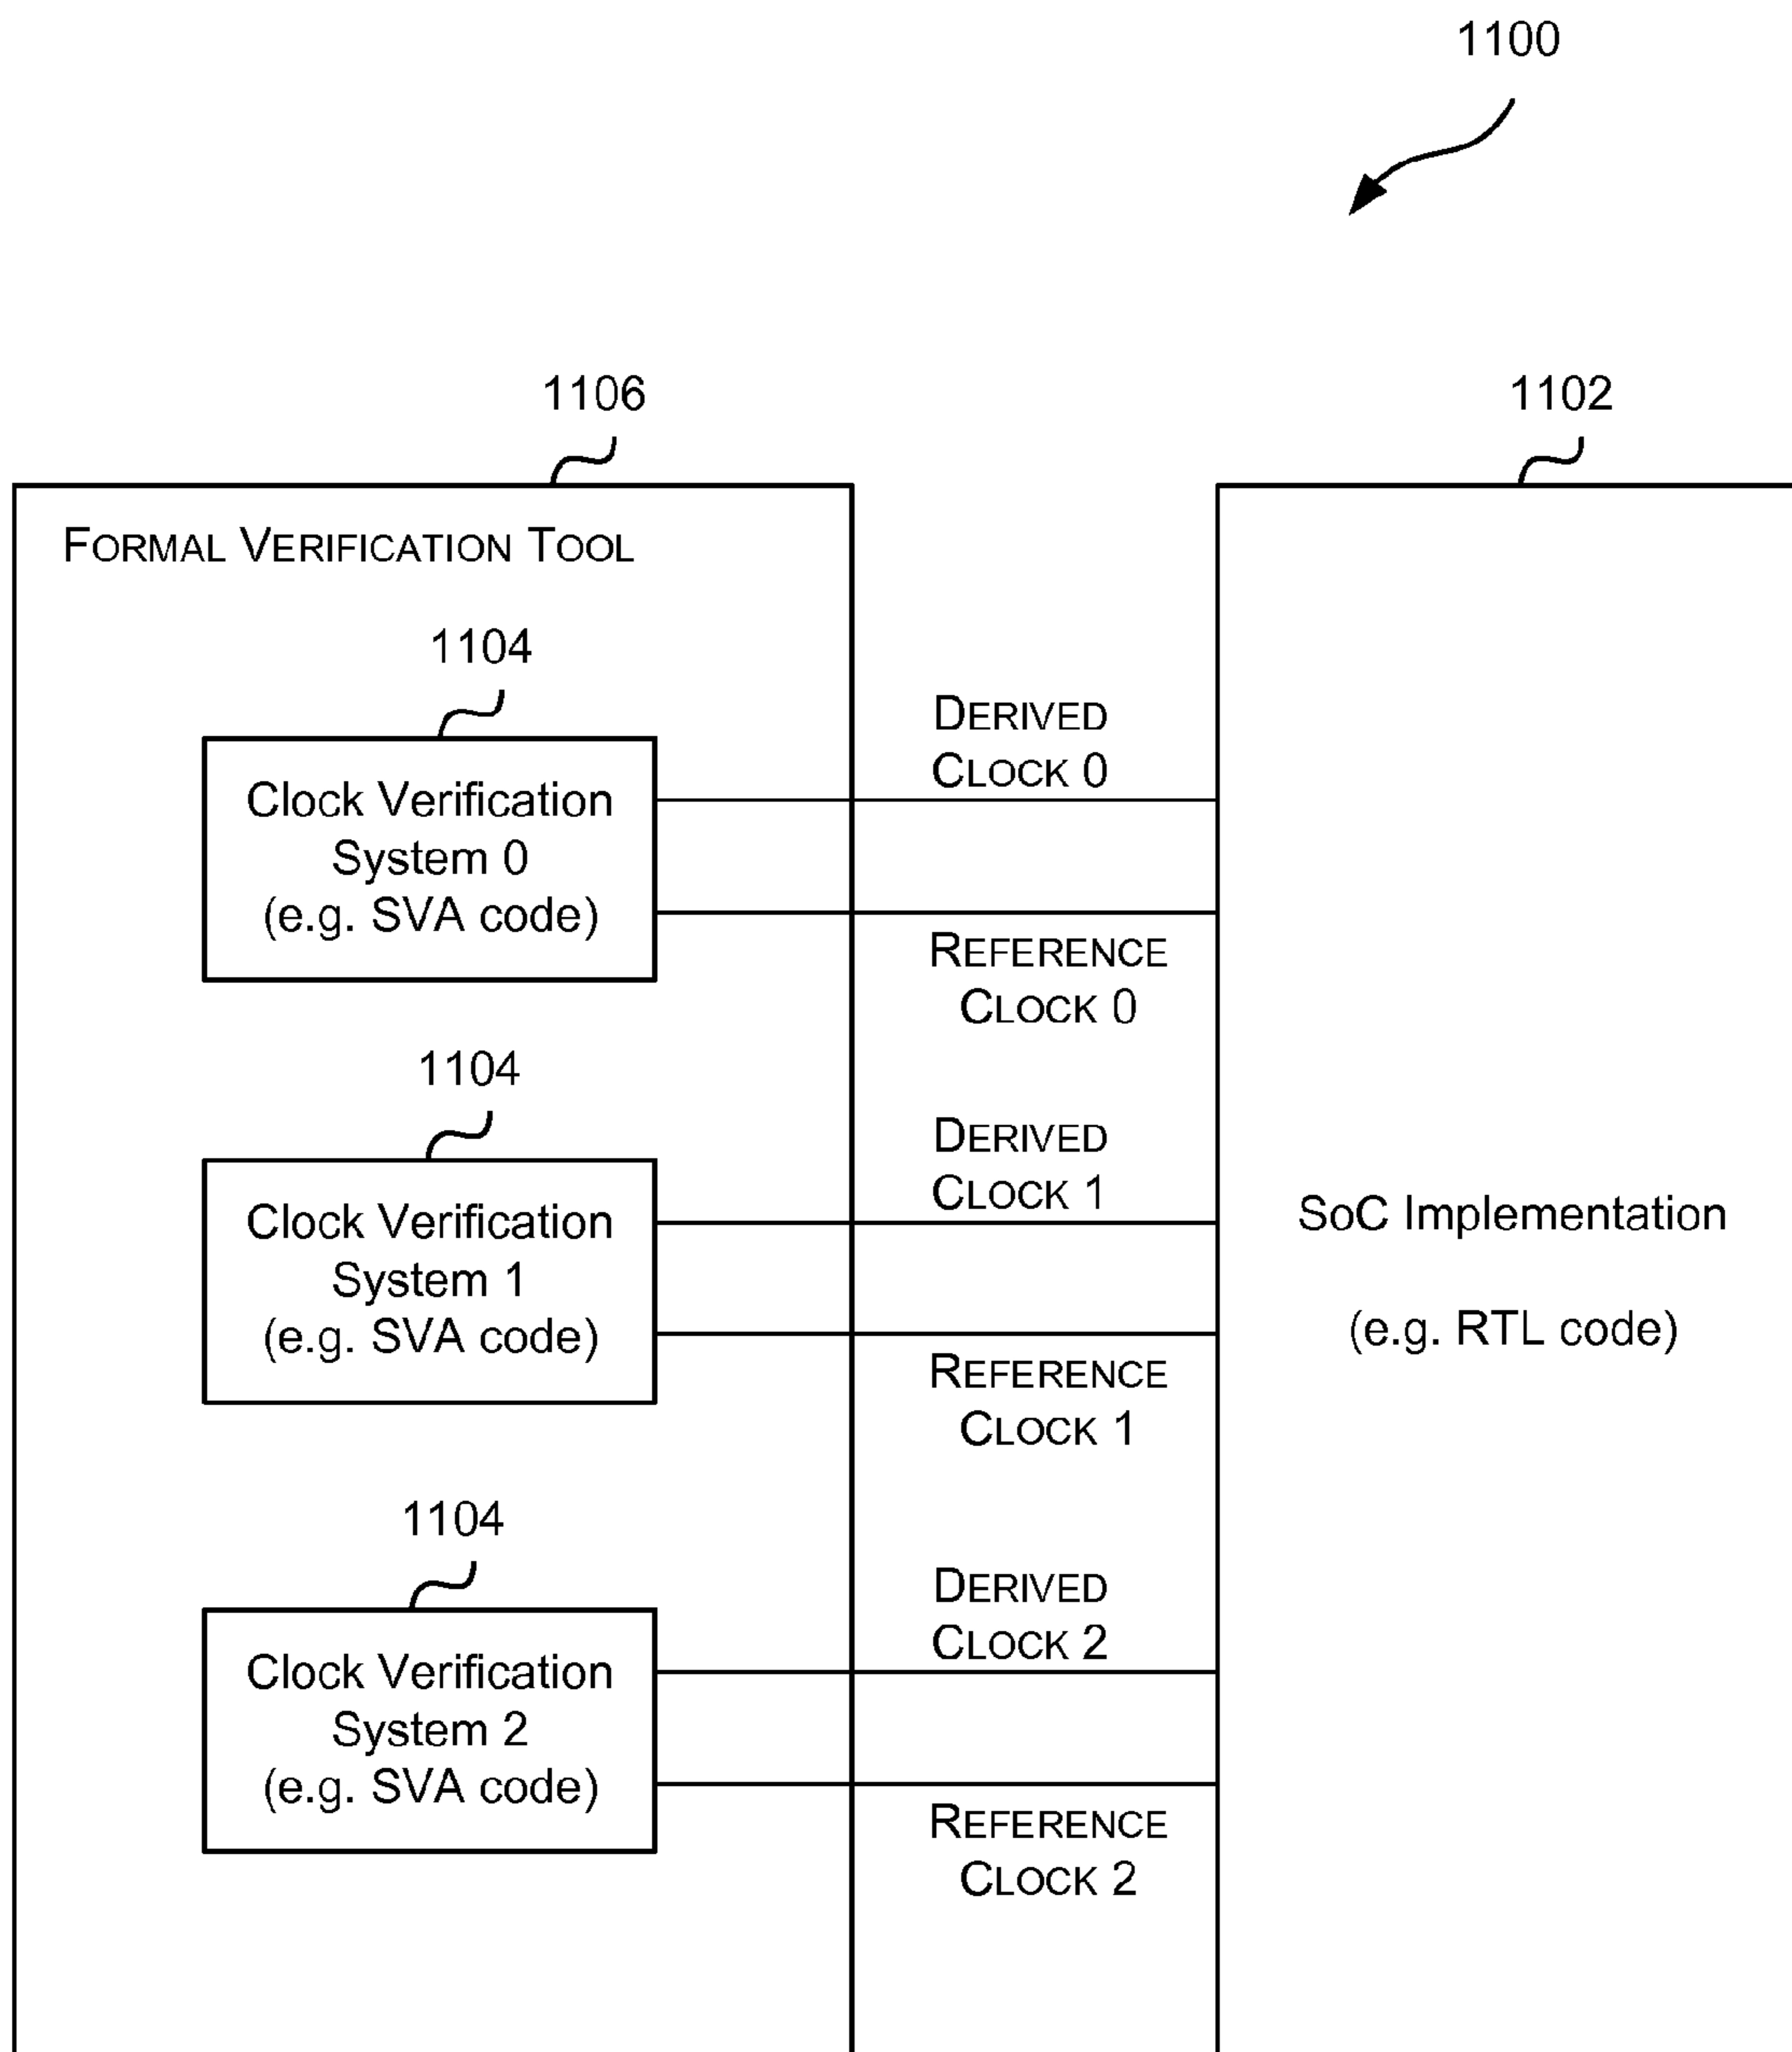 1100
1106
1102
FORMAL VERIFICATION TOOL
1104
Clock Verification
System 0
(e.g. SVA code)
DERIVED
CLOCK 0
REFERENCE
CLOCK 0
1104
Clock Verification
System 1
(e.g. SVA code)
DERIVED
CLOCK 1
REFERENCE
CLOCK 1
SoC Implementation
(e.g. RTL code)
1104
Clock Verification
System 2
(e.g. SVA code)
DERIVED
CLOCK 2
REFERENCE
CLOCK 2